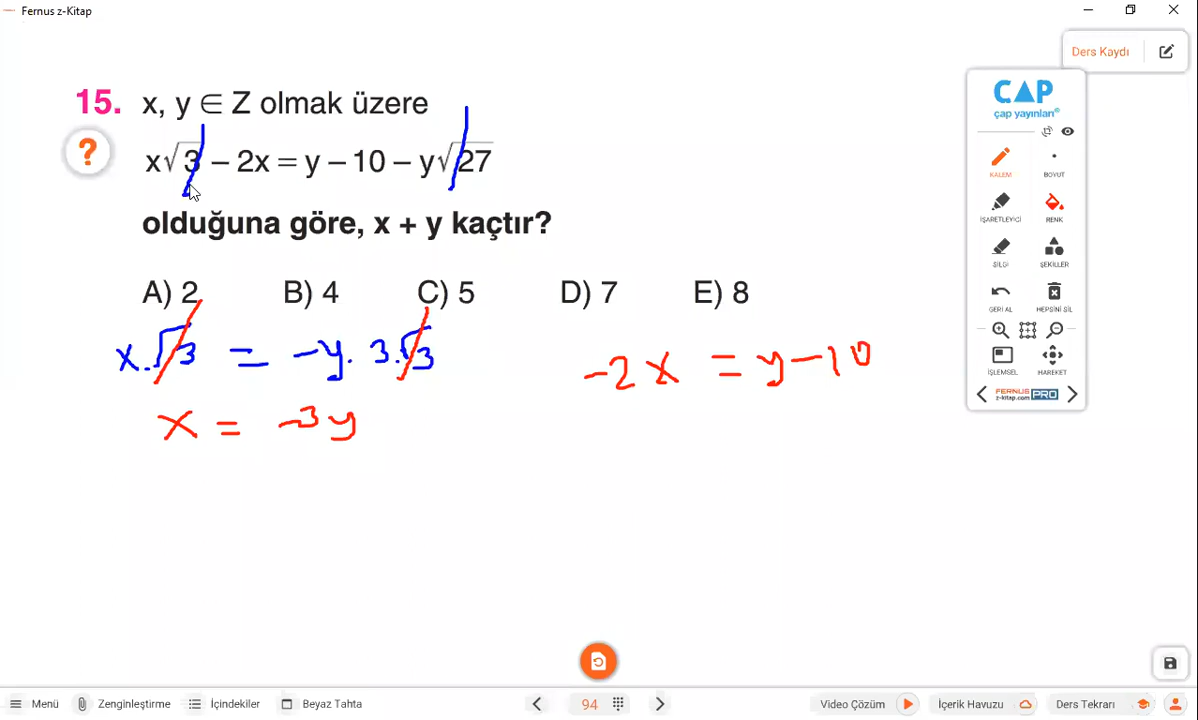 Fernus z-Kitap
Ders Kaydı
15. x, y ∈ Z olmak üzere
?
x√3 – 2x = y – 10 – y√27
olduğuna göre, x + y kaçtır?
A) 2 B) 4 C) 5 D) 7 E) 8
x.√3 = -y. 3.√3
-2x = y-10
x = -3y
ÇAP
çap yayınları®
KALEM
BOYUT
İŞARETLEYİCİ
RENK
SİLGİ
ŞEKİLLER
GERİ AL
HEPSİNİ SİL
İŞLEMSEL
HAREKET
FERNUS
z-kitap.com PRO
Menü
Zenginleştirme
İçindekiler
Beyaz Tahta
94
Video Çözüm
İçerik Havuzu
Ders Tekrarı